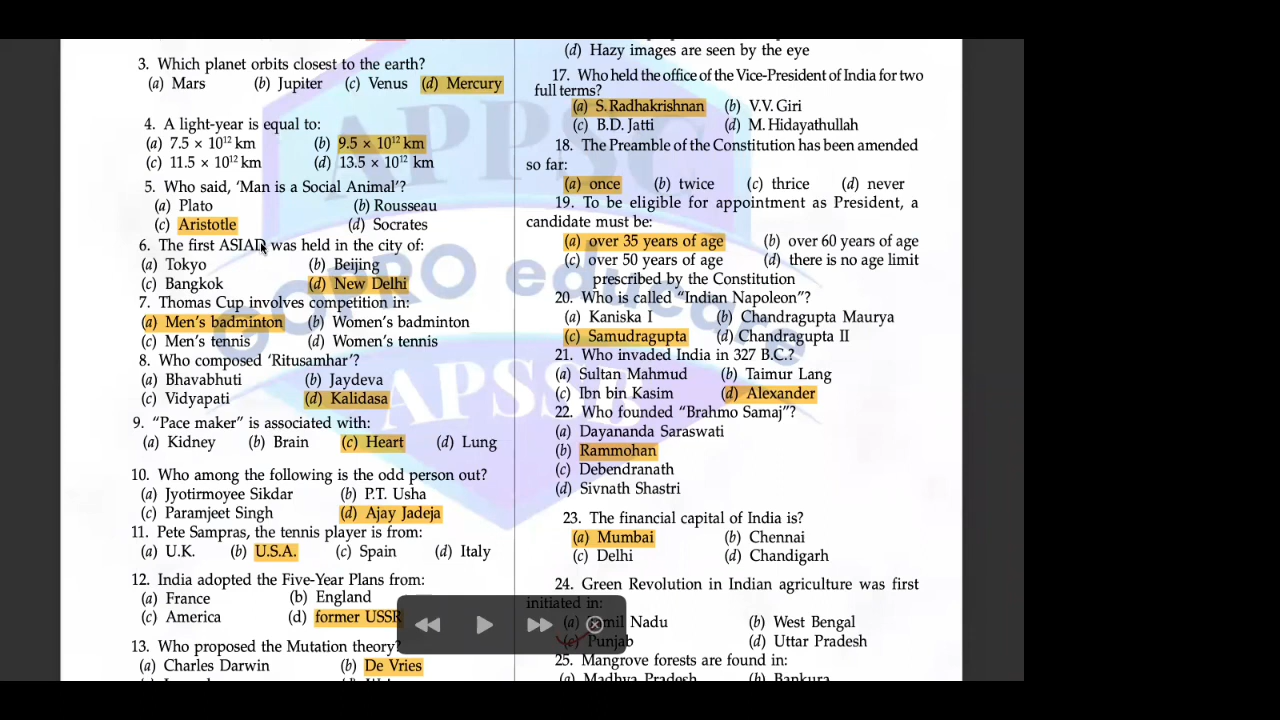 3. Which planet orbits closest to the earth?
(a) Mars (b) Jupiter (c) Venus (d) Mercury
4. A light-year is equal to:
(a) 7.5 × 10¹² km (b) 9.5 × 10¹² km
(c) 11.5 × 10¹² km (d) 13.5 × 10¹² km
5. Who said, ‘Man is a Social Animal’?
(a) Plato (b) Rousseau
(c) Aristotle (d) Socrates
6. The first ASIAD was held in the city of:
(a) Tokyo (b) Beijing
(c) Bangkok (d) New Delhi
7. Thomas Cup involves competition in:
(a) Men’s badminton (b) Women’s badminton
(c) Men’s tennis (d) Women’s tennis
8. Who composed ‘Ritusamhar’?
(a) Bhavabhuti (b) Jaydeva
(c) Vidyapati (d) Kalidasa
9. “Pace maker” is associated with:
(a) Kidney (b) Brain (c) Heart (d) Lung
10. Who among the following is the odd person out?
(a) Jyotirmoyee Sikdar (b) P.T. Usha
(c) Paramjeet Singh (d) Ajay Jadeja
11. Pete Sampras, the tennis player is from:
(a) U.K. (b) U.S.A. (c) Spain (d) Italy
12. India adopted the Five-Year Plans from:
(a) France (b) England
(c) America (d) former USSR
13. Who proposed the Mutation theory?
(a) Charles Darwin (b) De Vries
(d) Hazy images are seen by the eye
17. Who held the office of the Vice-President of India for two
full terms?
(a) S. Radhakrishnan (b) V.V. Giri
(c) B.D. Jatti (d) M. Hidayathullah
18. The Preamble of the Constitution has been amended
so far:
(a) once (b) twice (c) thrice (d) never
19. To be eligible for appointment as President, a
candidate must be:
(a) over 35 years of age (b) over 60 years of age
(c) over 50 years of age (d) there is no age limit
prescribed by the Constitution
20. Who is called “Indian Napoleon”?
(a) Kaniska I (b) Chandragupta Maurya
(c) Samudragupta (d) Chandragupta II
21. Who invaded India in 327 B.C.?
(a) Sultan Mahmud (b) Taimur Lang
(c) Ibn bin Kasim (d) Alexander
22. Who founded “Brahmo Samaj”?
(a) Dayananda Saraswati
(b) Rammohan
(c) Debendranath
(d) Sivnath Shastri
23. The financial capital of India is?
(a) Mumbai (b) Chennai
(c) Delhi (d) Chandigarh
24. Green Revolution in Indian agriculture was first
initiated in:
(a) Tamil Nadu (b) West Bengal
(c) Punjab (d) Uttar Pradesh
25. Mangrove forests are found in:
(a) Madhya Pradesh (b) Bankura
APPSC
GOPRO educare
APSSB